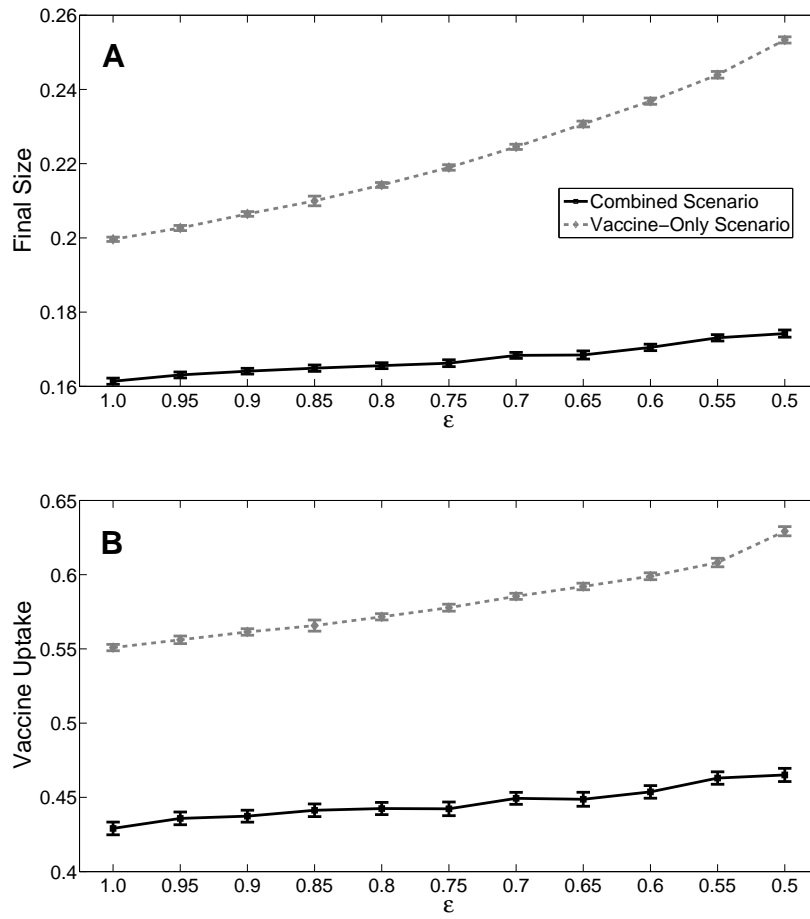 A
Final Size
0.26
0.24
0.22
0.2
0.18
0.16
Combined Scenario
Vaccine−Only Scenario
1.0 0.95 0.9 0.85 0.8 0.75 0.7 0.65 0.6 0.55 0.5
ε
B
Vaccine Uptake
0.65
0.6
0.55
0.5
0.45
0.4
1.0 0.95 0.9 0.85 0.8 0.75 0.7 0.65 0.6 0.55 0.5
ε